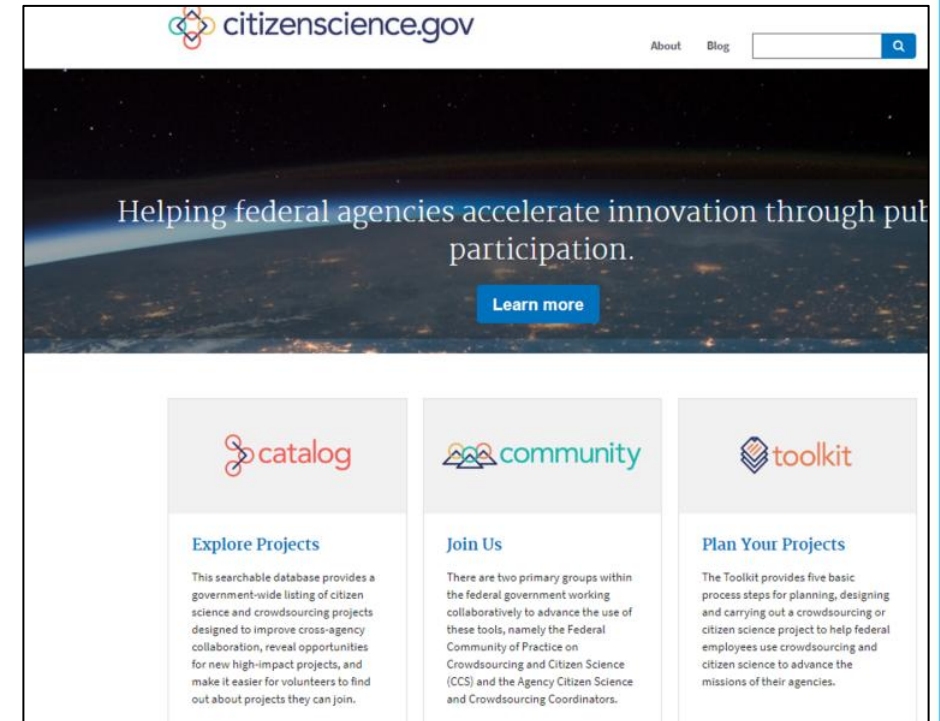 citizenscience.gov
About Blog
Helping federal agencies accelerate innovation through
participation.
Learn more
catalog
Explore Projects
This searchable database provides a
government-wide listing of citizen
science and crowdsourcing projects
designed to improve cross-agency
collaboration, reveal opportunities
for new high-impact projects, and
make it easier for volunteers to find
out about projects they can join.
community
Join Us
There are two primary groups within
the federal government working
collaboratively to advance the use of
these tools, namely the Federal
Community of Practice on
Crowdsourcing and Citizen Science
(CCS) and the Agency Citizen Science
and Crowdsourcing Coordinators.
toolkit
Plan Your Projects
The Toolkit provides five basic
process steps for planning, designing
and carrying out a crowdsourcing or
citizen science project to help federal
employees use crowdsourcing and
citizen science to advance the
missions of their agencies.